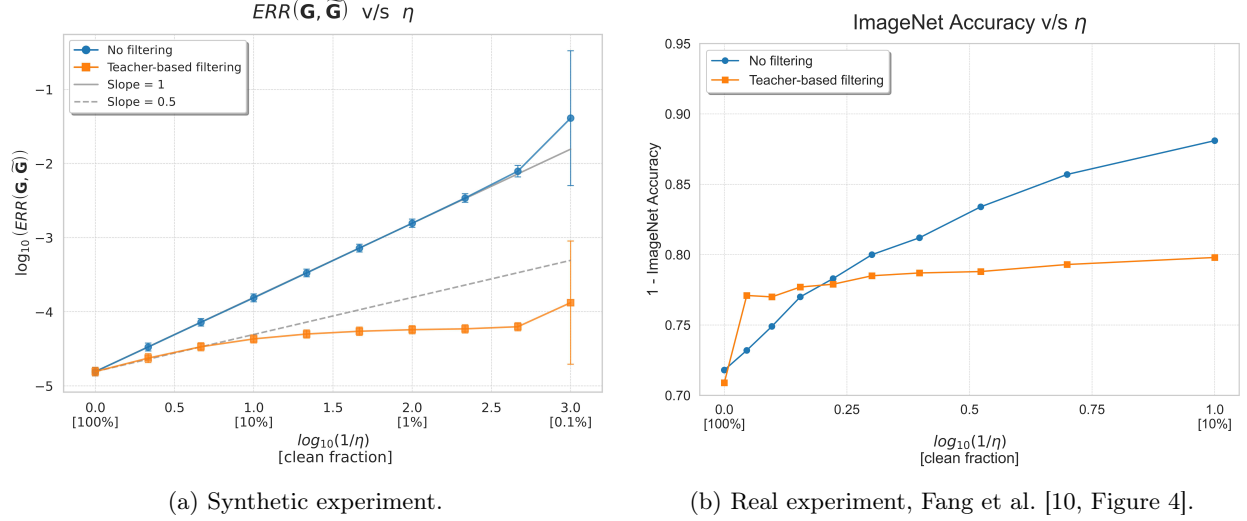 ERR(G, G̃) v/s η
No filtering
Teacher-based filtering
Slope = 1
Slope = 0.5
log₁₀(ERR(G, G̃))
−1
−2
−3
−4
−5
0.0 0.5 1.0 1.5 2.0 2.5 3.0
[100%] [10%] [1%] [0.1%]
log₁₀(1/η)
[clean fraction]
(a) Synthetic experiment.
ImageNet Accuracy v/s η
No filtering
Teacher-based filtering
1 - ImageNet Accuracy
0.95
0.90
0.85
0.80
0.75
0.70
0.0 0.25 0.5 0.75 1.0
[100%] [10%]
log₁₀(1/η)
[clean fraction]
(b) Real experiment, Fang et al. [10, Figure 4].